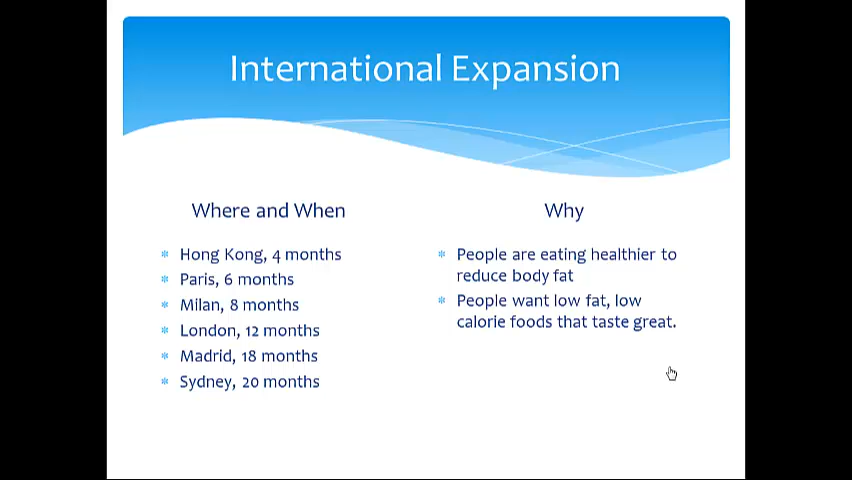 International Expansion
Where and When
Hong Kong, 4 months
Paris, 6 months
Milan, 8 months
London, 12 months
Madrid, 18 months
Sydney, 20 months
Why
People are eating healthier to
reduce body fat
People want low fat, low
calorie foods that taste great.